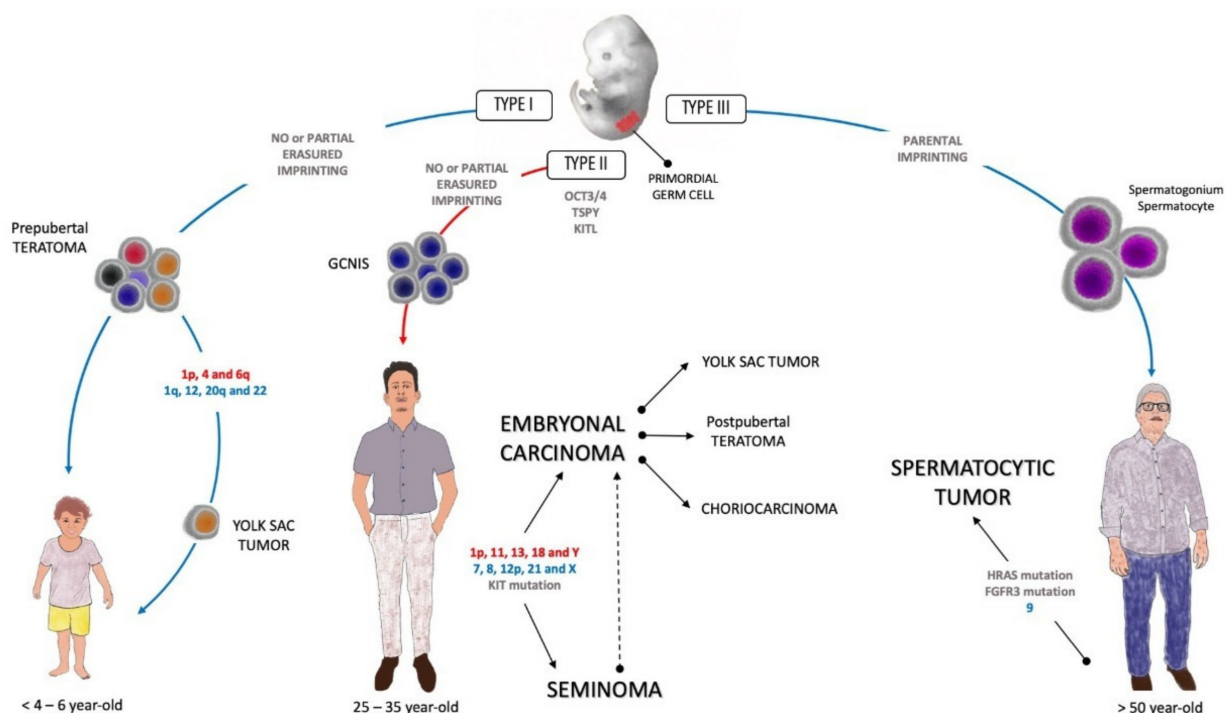 TYPE I
TYPE III
NO or PARTIAL
ERASURED
IMPRINTING
NO or PARTIAL
ERASURED
IMPRINTING
TYPE II
OCT3/4
TSPY
KITL
PRIMORDIAL
GERM CELL
PARENTAL
IMPRINTING
Spermatogonium
Spermatocyte
Prepubertal
TERATOMA
GCNIS
1p, 4 and 6q
1q, 12, 20q and 22
YOLK SAC
TUMOR
< 4 – 6 year-old
25 – 35 year-old
EMBRYONAL
CARCINOMA
YOLK SAC TUMOR
Postpubertal
TERATOMA
CHORIOCARCINOMA
1p, 11, 13, 18 and Y
7, 8, 12p, 21 and X
KIT mutation
SEMINOMA
SPERMATOCYTIC
TUMOR
HRAS mutation
FGFR3 mutation
9
> 50 year-old